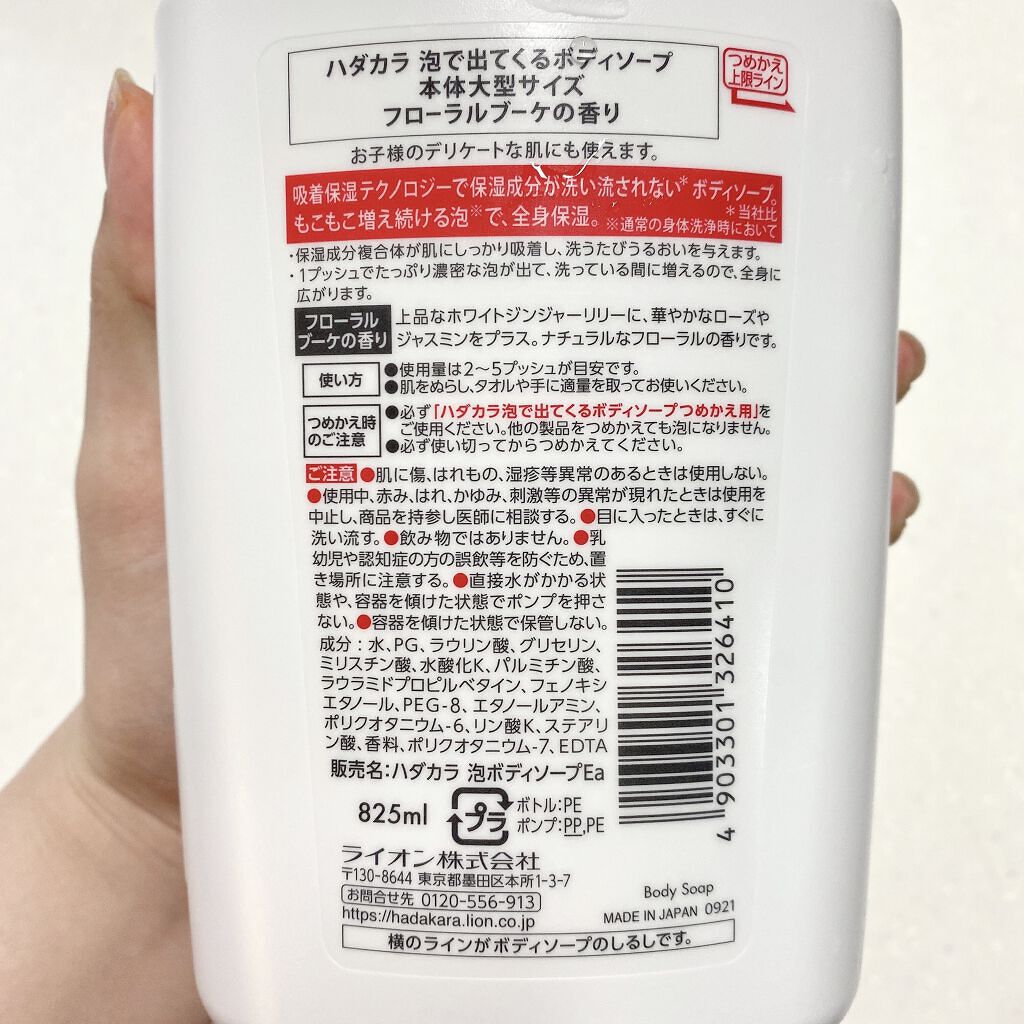 ハダカラ 泡で出てくるボディソープ
本体大型サイズ
フローラルブーケの香り
つめかえ
上限ライン
お子様のデリケートな肌にも使えます。
吸着保湿テクノロジーで保湿成分が洗い流されない* ボディソープ。
*当社比
もこもこ増え続ける泡※で、全身保湿。 ※通常の身体洗浄時において
・保湿成分複合体が肌にしっかり吸着し、洗うたびうるおいを与えます。
・1プッシュでたっぷり濃密な泡が出て、洗っている間に増えるので、全身に
広がります。
フローラル
ブーケの香り
上品なホワイトジンジャーリリーに、華やかなローズや
ジャスミンをプラス。ナチュラルなフローラルの香りです。
使い方
●使用量は2〜5プッシュが目安です。
●肌をぬらし、タオルや手に適量を取ってお使いください。
つめかえ時
のご注意
●必ず「ハダカラ泡で出てくるボディソープつめかえ用」を
ご使用ください。他の製品をつめかえても泡になりません。
●必ず使い切ってからつめかえてください。
ご注意 ●肌に傷、はれもの、湿疹等異常のあるときは使用しない。
●使用中、赤み、はれ、かゆみ、刺激等の異常が現れたときは使用を
中止し、商品を持参し医師に相談する。●目に入ったときは、すぐに
洗い流す。●飲み物ではありません。●乳
幼児や認知症の方の誤飲等を防ぐため、置
き場所に注意する。●直接水がかかる状
態や、容器を傾けた状態でポンプを押さ
ない。●容器を傾けた状態で保管しない。
成分：水、PG、ラウリン酸、グリセリン、
ミリスチン酸、水酸化K、パルミチン酸、
ラウラミドプロピルベタイン、フェノキシ
エタノール、PEG-8、エタノールアミン、
ポリクオタニウム-6、リン酸K、ステアリ
ン酸、香料、ポリクオタニウム-7、EDTA
販売名：ハダカラ 泡ボディソープEa
825ml
プラ
ボトル：PE
ポンプ：PP,PE
4 903301 326410
ライオン株式会社
〒130-8644 東京都墨田区本所1-3-7
お問合せ先 0120-556-913
https://hadakara.lion.co.jp
Body Soap
MADE IN JAPAN 0921
横のラインがボディソープのしるしです。